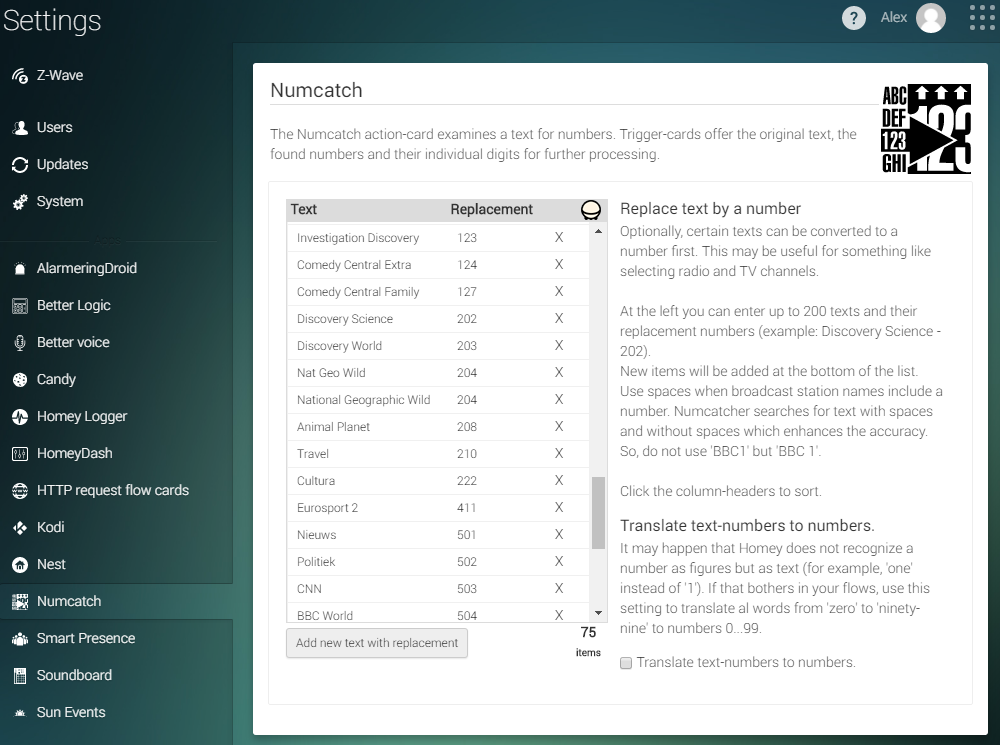 Settings
?
Alex
Z-Wave
Users
Updates
System
AlarmeringDroid
Better Logic
Better voice
Candy
Homey Logger
HomeyDash
HTTP request flow cards
Kodi
Nest
Numcatch
Smart Presence
Soundboard
Sun Events
Numcatch
ABC
DEF
123
GHI
123
The Numcatch action-card examines a text for numbers. Trigger-cards offer the original text, the
found numbers and their individual digits for further processing.
Text Replacement
Investigation Discovery 123 X
Comedy Central Extra 124 X
Comedy Central Family 127 X
Discovery Science 202 X
Discovery World 203 X
Nat Geo Wild 204 X
National Geographic Wild 204 X
Animal Planet 208 X
Travel 210 X
Cultura 222 X
Eurosport 2 411 X
Nieuws 501 X
Politiek 502 X
CNN 503 X
BBC World 504 X
Add new text with replacement
75
items
Replace text by a number
Optionally, certain texts can be converted to a
number first. This may be useful for something like
selecting radio and TV channels.
At the left you can enter up to 200 texts and their
replacement numbers (example: Discovery Science -
202).
New items will be added at the bottom of the list.
Use spaces when broadcast station names include a
number. Numcatcher searches for text with spaces
and without spaces which enhances the accuracy.
So, do not use 'BBC1' but 'BBC 1'.
Click the column-headers to sort.
Translate text-numbers to numbers.
It may happen that Homey does not recognize a
number as figures but as text (for example, 'one'
instead of '1'). If that bothers in your flows, use this
setting to translate al words from 'zero' to 'ninety-
nine' to numbers 0...99.
Translate text-numbers to numbers.